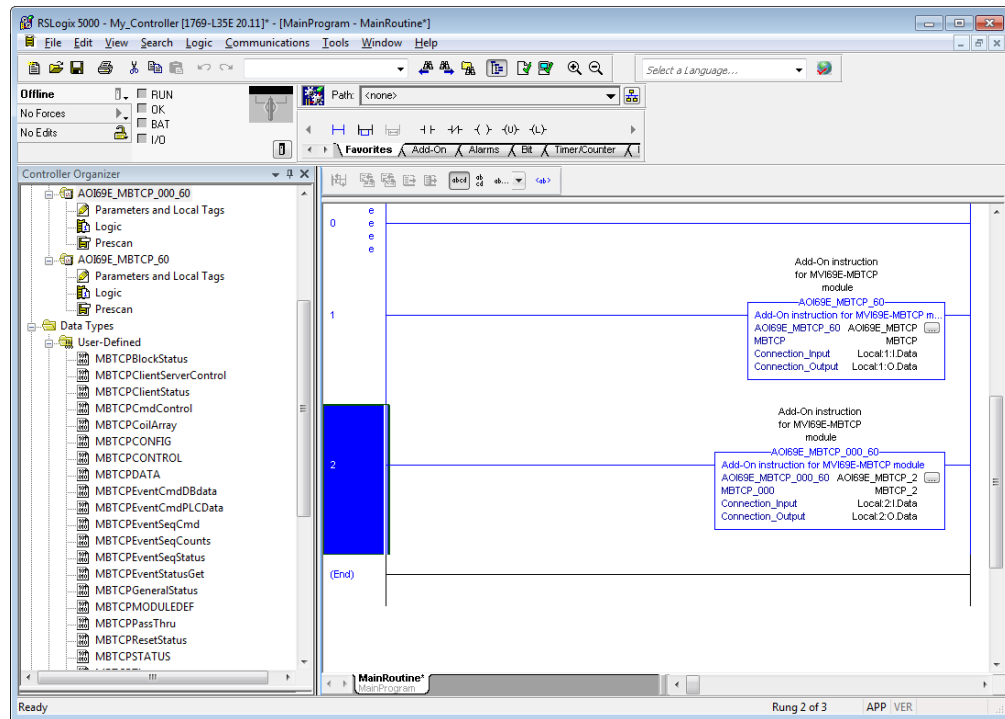 RSLogix 5000 - My_Controller [1769-L35E 20.11]* - [MainProgram - MainRoutine*]
File Edit View Search Logic Communications Tools Window Help
Select a Language...
Offline
RUN
No Forces
OK
No Edits
BAT
I/O
Path: <none>
Favorites Add-On Alarms Bit Timer/Counter
Controller Organizer
AOI69E_MBTCP_000_60
Parameters and Local Tags
Logic
Prescan
AOI69E_MBTCP_60
Parameters and Local Tags
Logic
Prescan
Data Types
User-Defined
MBTCPBlockStatus
MBTCPClientServerControl
MBTCPClientStatus
MBTCPCmdControl
MBTCPCoilArray
MBTCPCONFIG
MBTCPCONTROL
MBTCPDATA
MBTCPEventCmdDBdata
MBTCPEventCmdPLCData
MBTCPEventSeqCmd
MBTCPEventSeqCounts
MBTCPEventSeqStatus
MBTCPEventStatusGet
MBTCPGeneralStatus
MBTCPMODULEDEF
MBTCPPassThru
MBTCPResetStatus
MBTCPSTATUS
abcd ab cd ab... <ab>
e
0 e
e
e
Add-On instruction
for MVI69E-MBTCP
module
1
AOI69E_MBTCP_60
Add-On instruction for MVI69E-MBTCP m...
AOI69E_MBTCP_60 AOI69E_MBTCP ...
MBTCP MBTCP
Connection_Input Local:1:I.Data
Connection_Output Local:1:O.Data
Add-On instruction
for MVI69E-MBTCP
module
2
AOI69E_MBTCP_000_60
Add-On instruction for MVI69E-MBTCP module
AOI69E_MBTCP_000_60 AOI69E_MBTCP_2 ...
MBTCP_000 MBTCP_2
Connection_Input Local:2:I.Data
Connection_Output Local:2:O.Data
(End)
MainRoutine*
MainProgram
Ready
Rung 2 of 3 APP VER